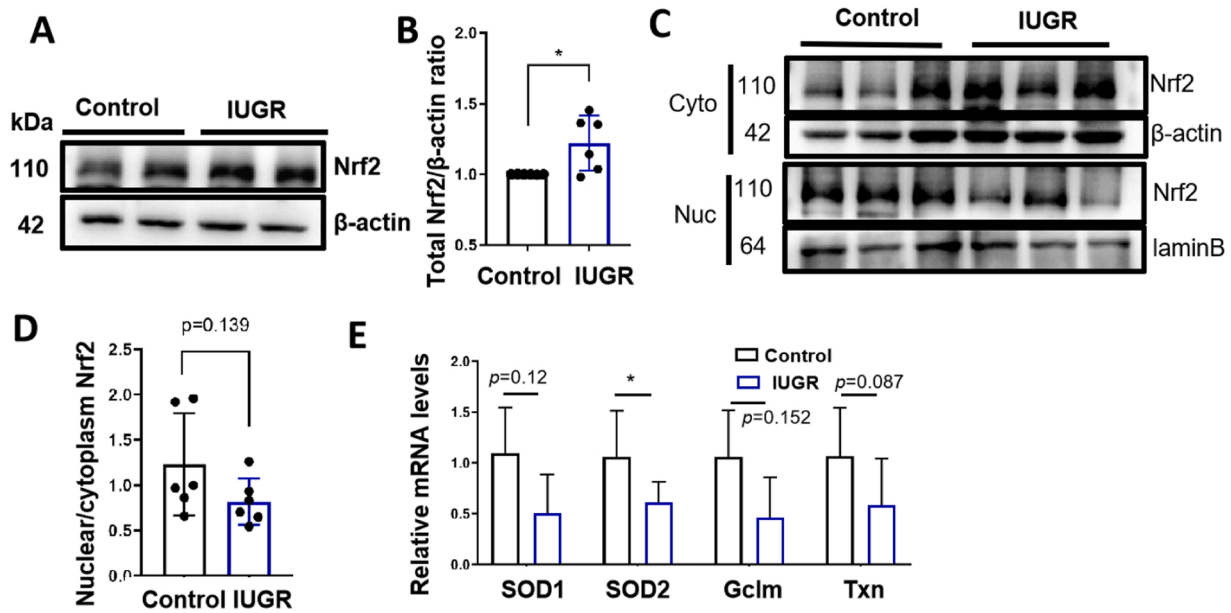 A
Control IUGR
kDa
110 Nrf2
42 β-actin
B
Total Nrf2/β-actin ratio
2.0
1.5
1.0
0.5
*
Control IUGR
C
Control IUGR
Cyto
110 Nrf2
42 β-actin
Nuc
110 Nrf2
64 laminB
D
Nuclear/cytoplasm Nrf2
p=0.139
2.5
2.0
1.5
1.0
0.5
0.0
Control IUGR
E
Relative mRNA levels
2.0
1.5
1.0
0.5
0.0
Control
IUGR
p=0.12
*
p=0.152
p=0.087
SOD1 SOD2 Gclm Txn